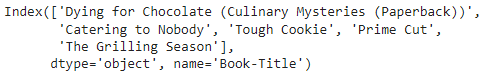 Index(['Dying for Chocolate (Culinary Mysteries (Paperback))',
'Catering to Nobody', 'Tough Cookie', 'Prime Cut',
'The Grilling Season'],
dtype='object', name='Book-Title')